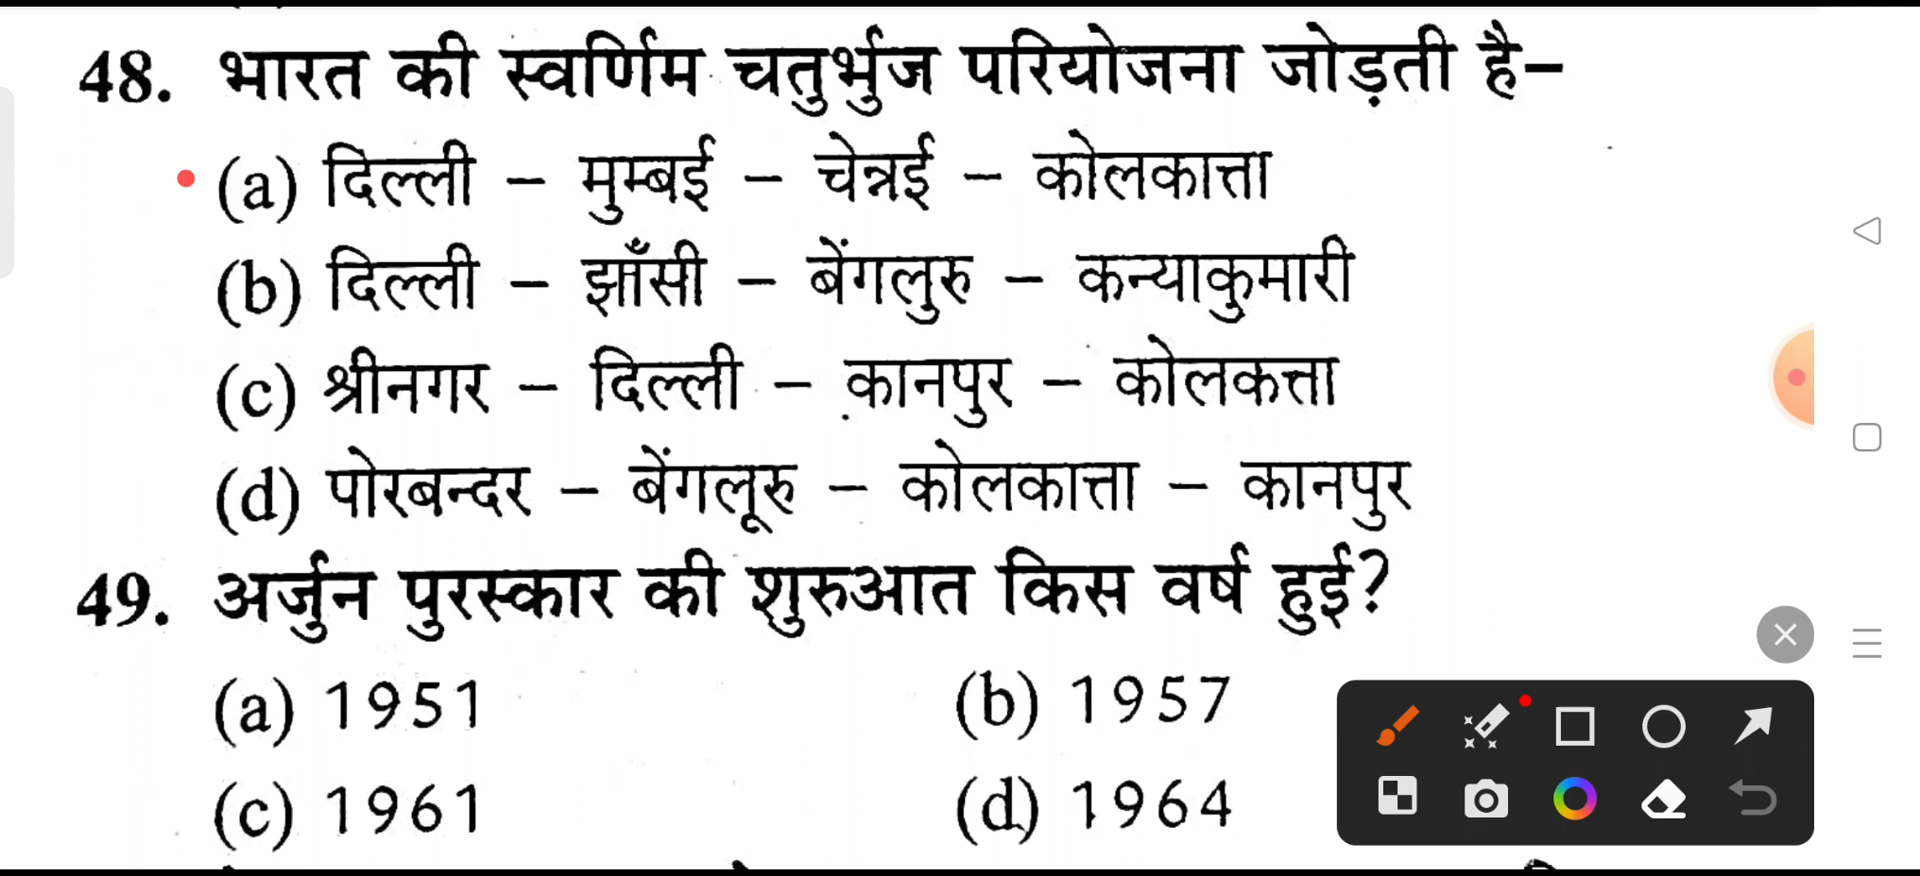 48. भारत की स्वर्णिम चतुर्भुज परियोजना जोड़ती है–
(a) दिल्ली – मुम्बई – चेन्नई – कोलकात्ता
(b) दिल्ली – झाँसी – बेंगलुरु – कन्याकुमारी
(c) श्रीनगर – दिल्ली – कानपुर – कोलकत्ता
(d) पोरबन्दर – बेंगलूरु – कोलकात्ता – कानपुर
49. अर्जुन पुरस्कार की शुरुआत किस वर्ष हुई?
(a) 1951 (b) 1957
(c) 1961 (d) 1964